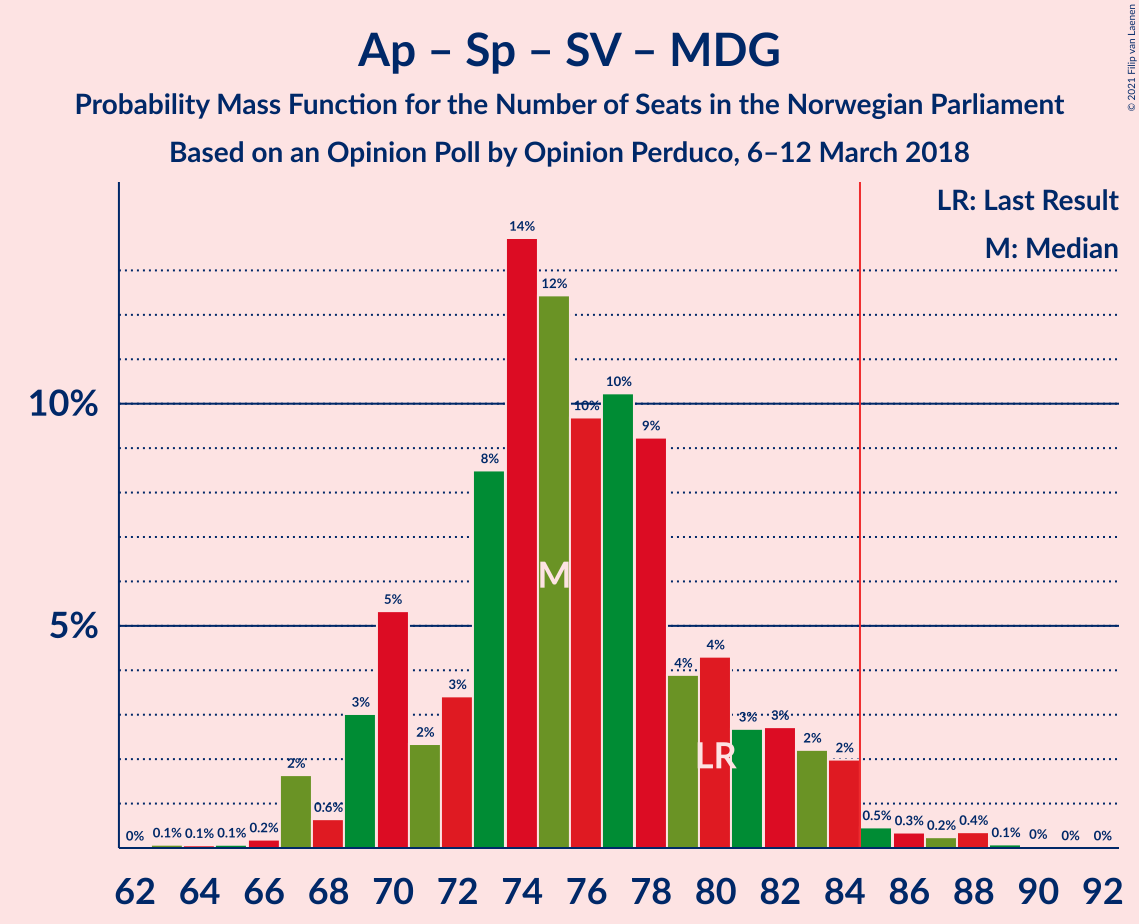 Ap – Sp – SV – MDG
Probability Mass Function for the Number of Seats in the Norwegian Parliament
Based on an Opinion Poll by Opinion Perduco, 6–12 March 2018
© 2021 Filip van Laenen
LR: Last Result
M: Median
10%
5%
0% 0.1% 0.1% 0.1% 0.2% 2% 0.6% 3% 5% 2% 3% 8% 14% 12% 10% 10% 9% 4% 4% 3% 3% 2% 2% 0.5% 0.3% 0.2% 0.4% 0.1% 0% 0% 0%
M
LR
62 64 66 68 70 72 74 76 78 80 82 84 86 88 90 92